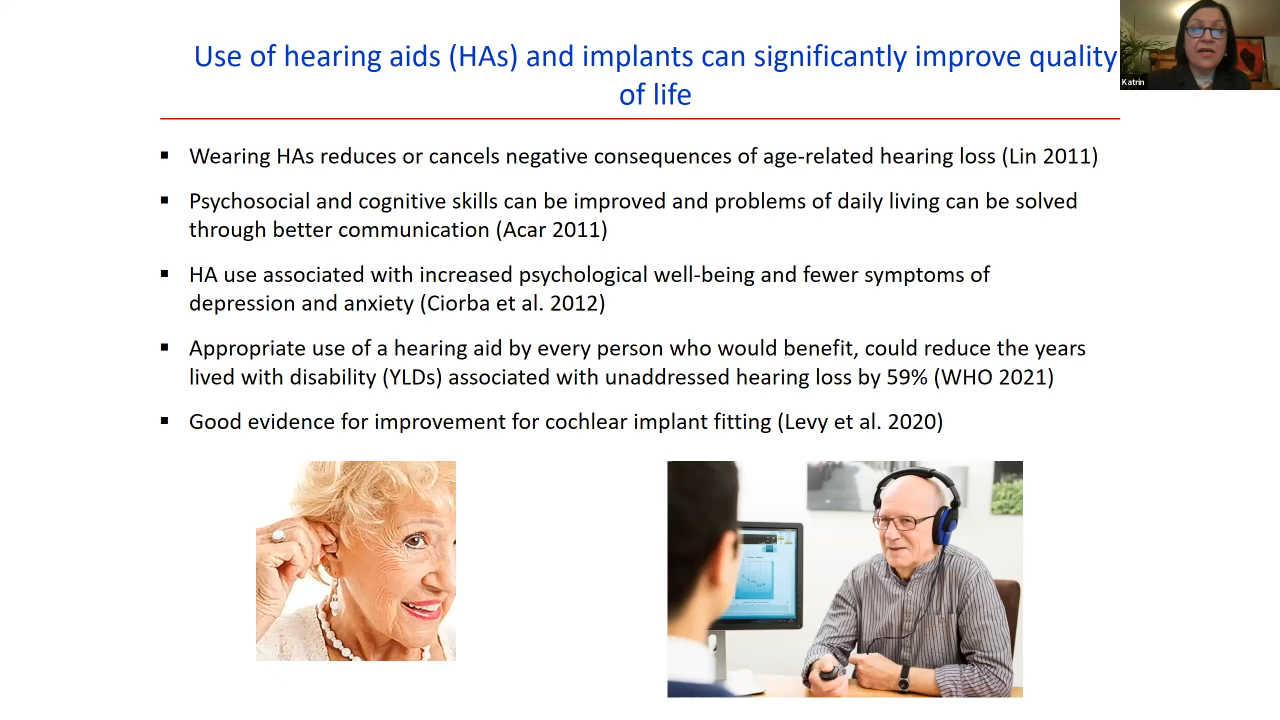 Use of hearing aids (HAs) and implants can significantly improve quality
of life
Katrin
▪ Wearing HAs reduces or cancels negative consequences of age-related hearing loss (Lin 2011)
▪ Psychosocial and cognitive skills can be improved and problems of daily living can be solved
through better communication (Acar 2011)
▪ HA use associated with increased psychological well-being and fewer symptoms of
depression and anxiety (Ciorba et al. 2012)
▪ Appropriate use of a hearing aid by every person who would benefit, could reduce the years
lived with disability (YLDs) associated with unaddressed hearing loss by 59% (WHO 2021)
▪ Good evidence for improvement for cochlear implant fitting (Levy et al. 2020)